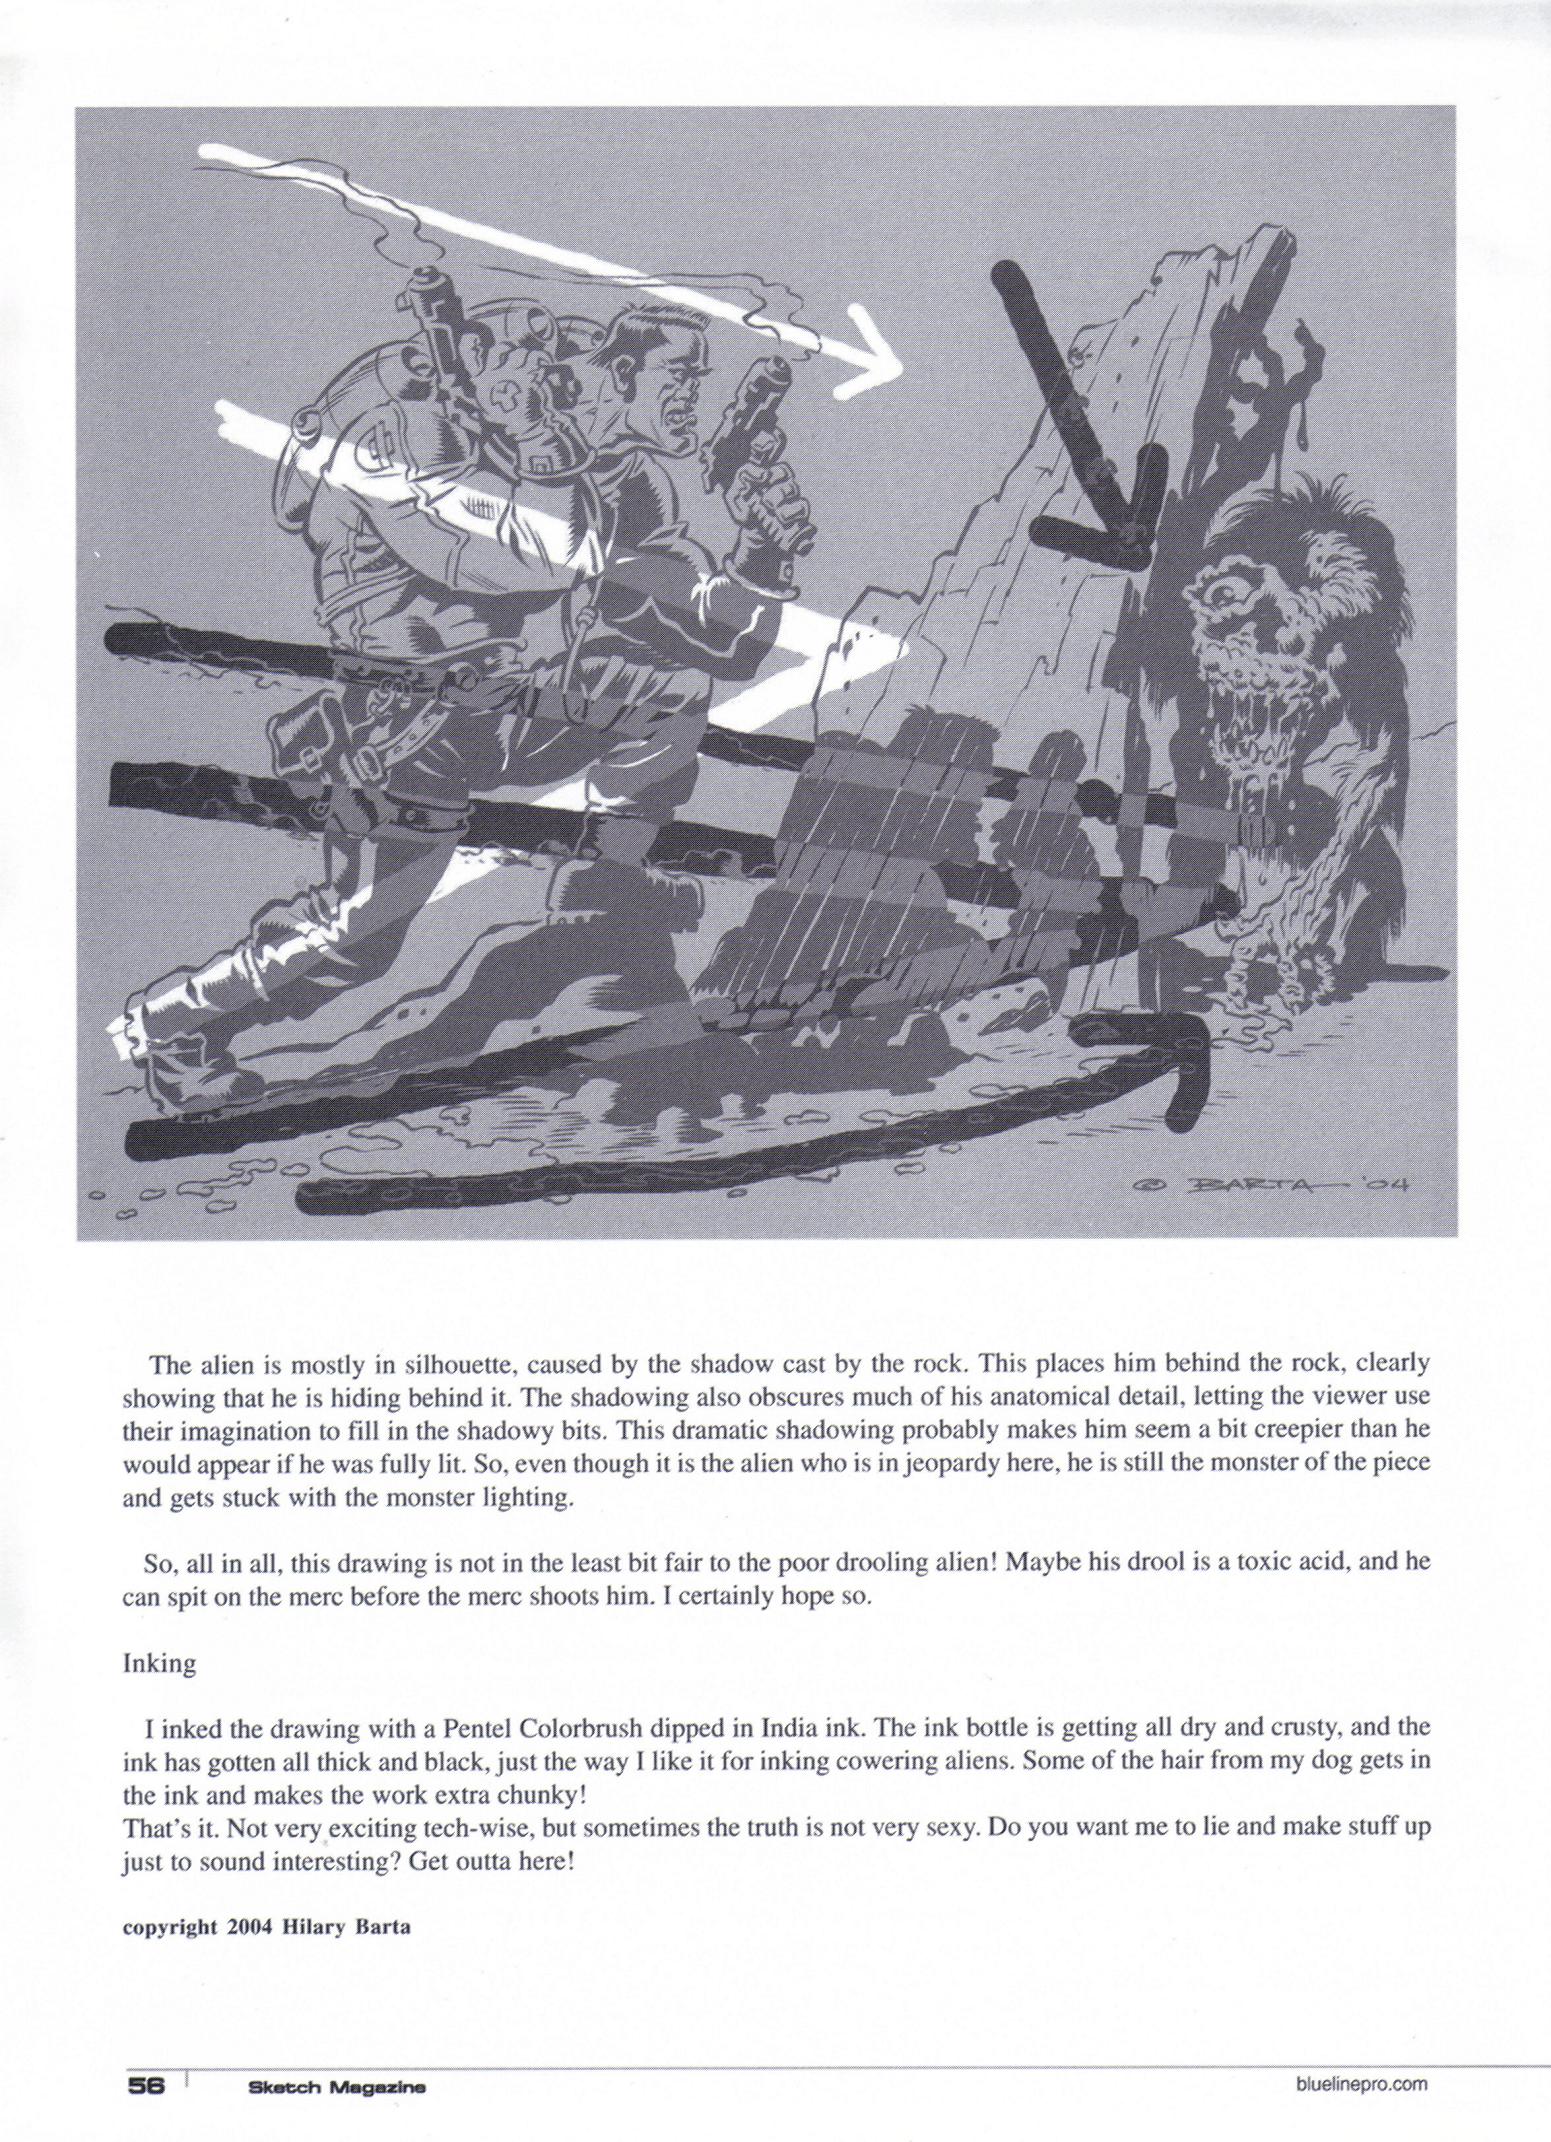 © BARTA '04
The alien is mostly in silhouette, caused by the shadow cast by the rock. This places him behind the rock, clearly
showing that he is hiding behind it. The shadowing also obscures much of his anatomical detail, letting the viewer use
their imagination to fill in the shadowy bits. This dramatic shadowing probably makes him seem a bit creepier than he
would appear if he was fully lit. So, even though it is the alien who is in jeopardy here, he is still the monster of the piece
and gets stuck with the monster lighting.
So, all in all, this drawing is not in the least bit fair to the poor drooling alien! Maybe his drool is a toxic acid, and he
can spit on the merc before the merc shoots him. I certainly hope so.
Inking
I inked the drawing with a Pentel Colorbrush dipped in India ink. The ink bottle is getting all dry and crusty, and the
ink has gotten all thick and black, just the way I like it for inking cowering aliens. Some of the hair from my dog gets in
the ink and makes the work extra chunky!
That's it. Not very exciting tech-wise, but sometimes the truth is not very sexy. Do you want me to lie and make stuff up
just to sound interesting? Get outta here!
copyright 2004 Hilary Barta
56 Sketch Magazine bluelinepro.com